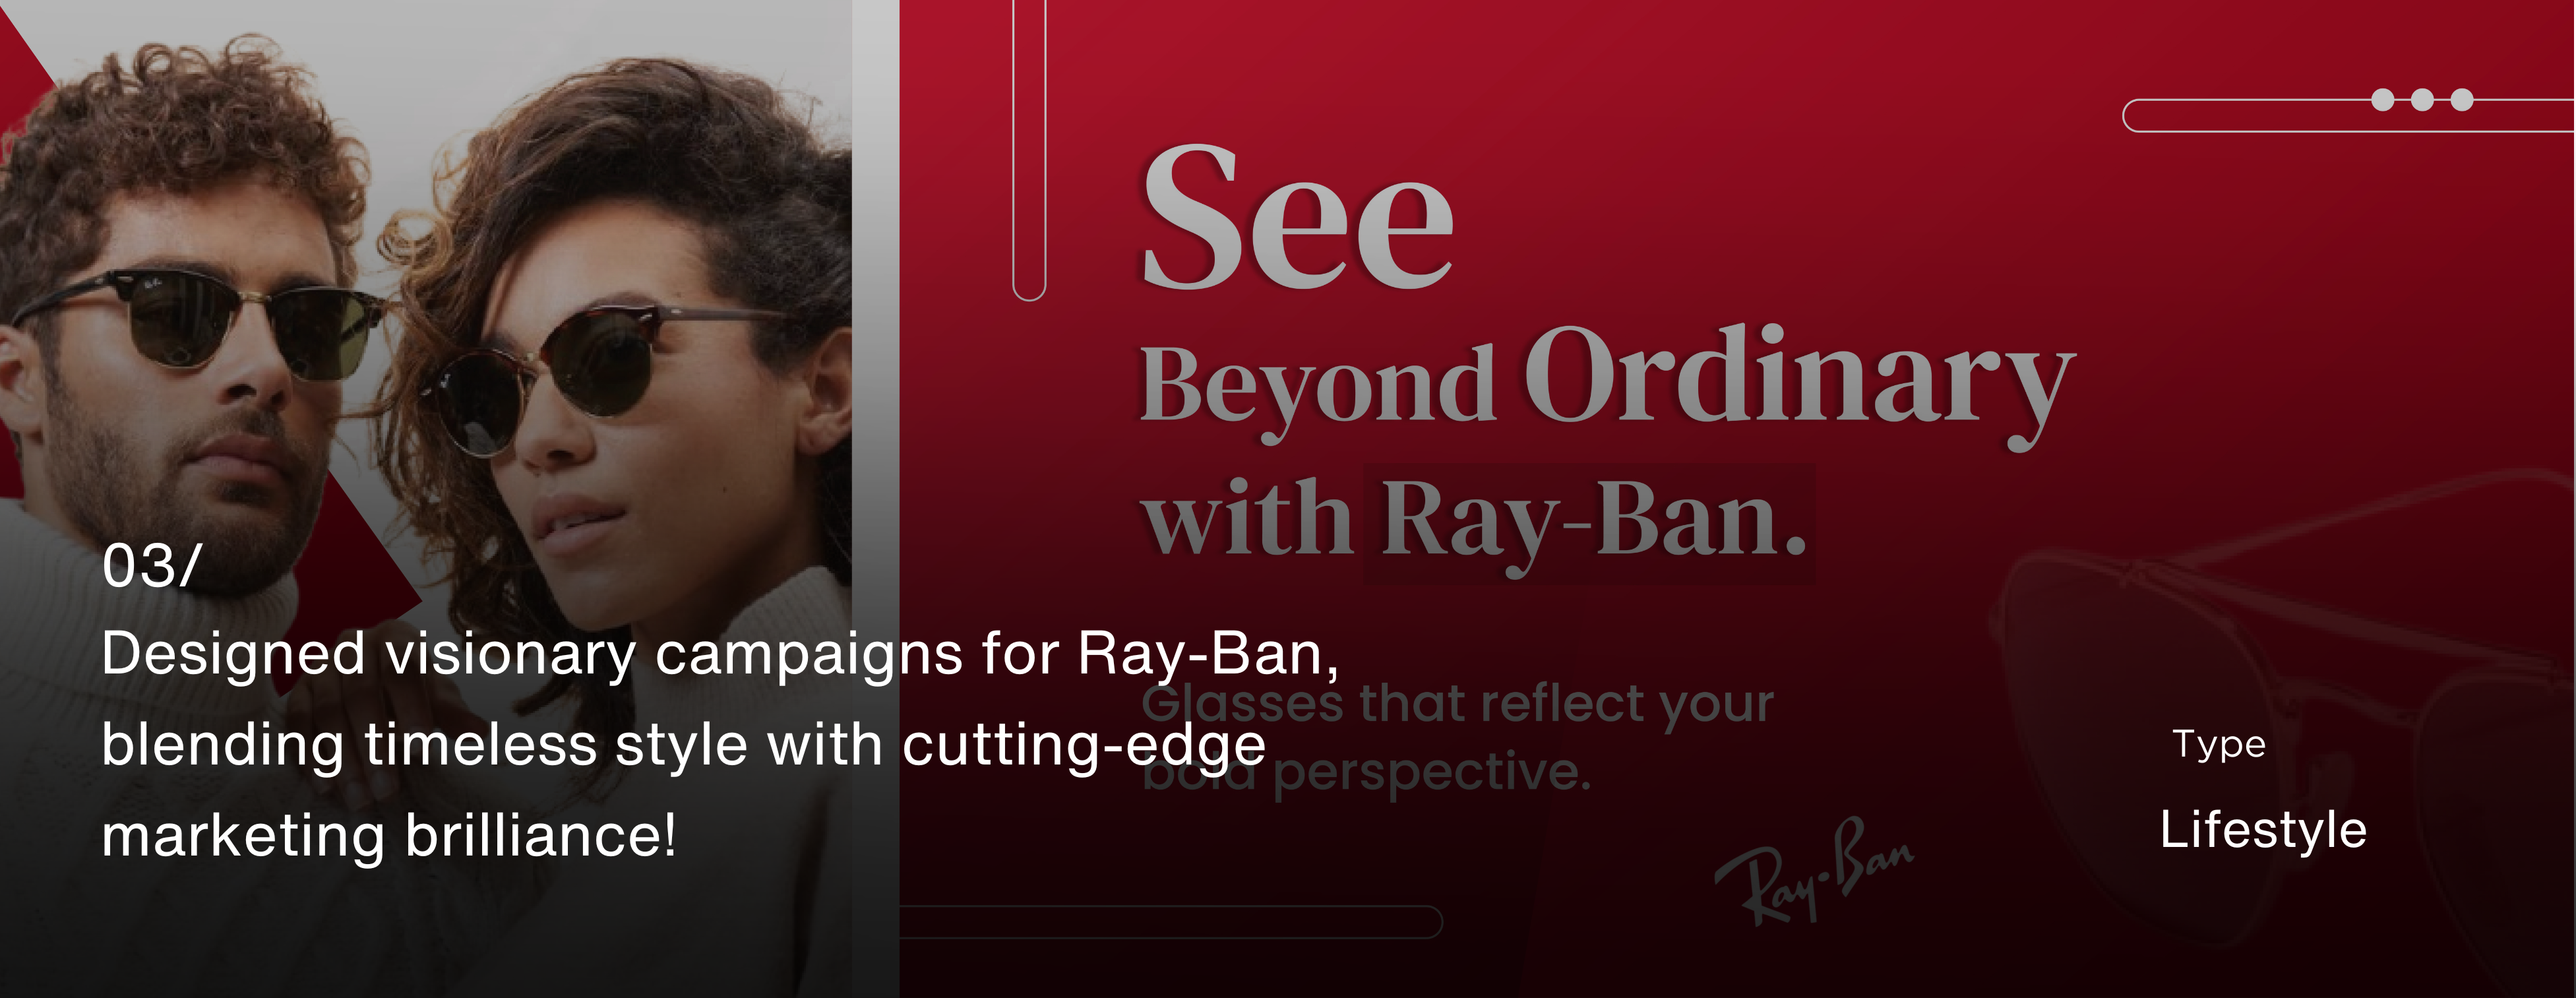 See
Beyond Ordinary
with Ray-Ban.
03/
Designed visionary campaigns for Ray-Ban,
blending timeless style with cutting-edge
marketing brilliance!
Glasses that reflect your
bold perspective.
Type
Lifestyle
Ray-Ban